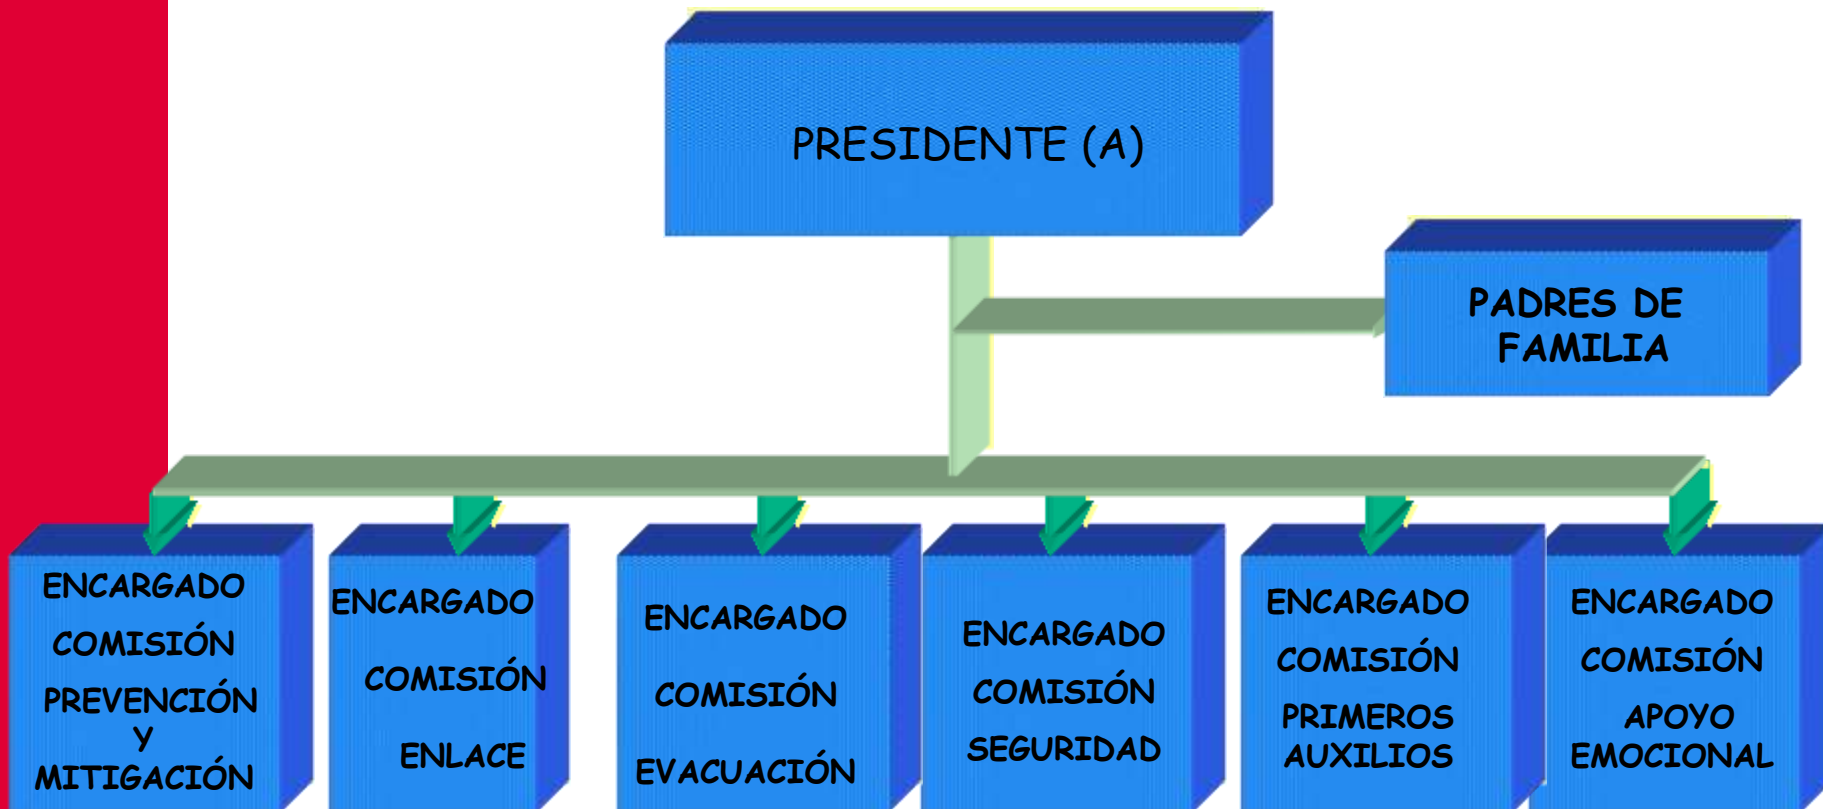 PRESIDENTE (A)
PADRES DE
FAMILIA
ENCARGADO
COMISIÓN
PREVENCIÓN
Y
MITIGACIÓN
ENCARGADO
COMISIÓN
ENLACE
ENCARGADO
COMISIÓN
EVACUACIÓN
ENCARGADO
COMISIÓN
SEGURIDAD
ENCARGADO
COMISIÓN
PRIMEROS
AUXILIOS
ENCARGADO
COMISIÓN
APOYO
EMOCIONAL